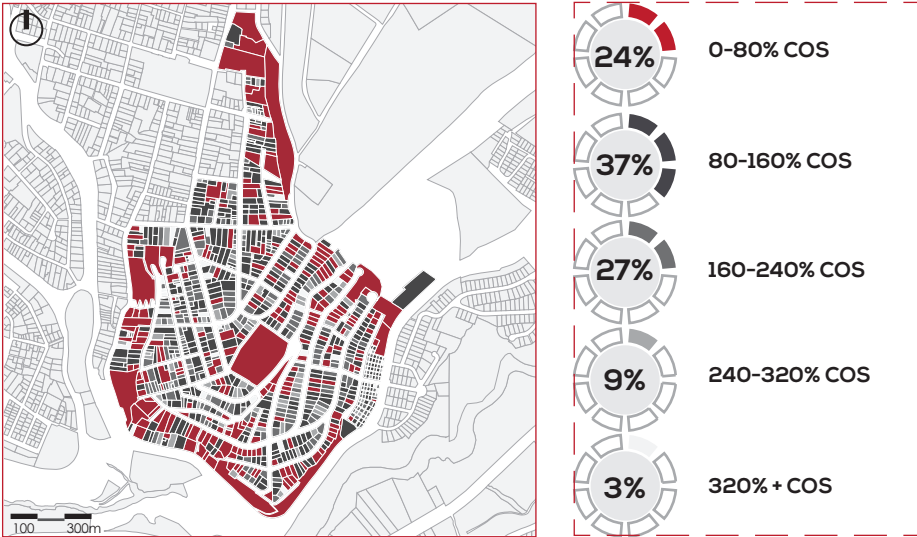 24%
0-80% COS
37%
80-160% COS
27%
160-240% COS
9%
240-320% COS
3%
320% + COS
100 300m